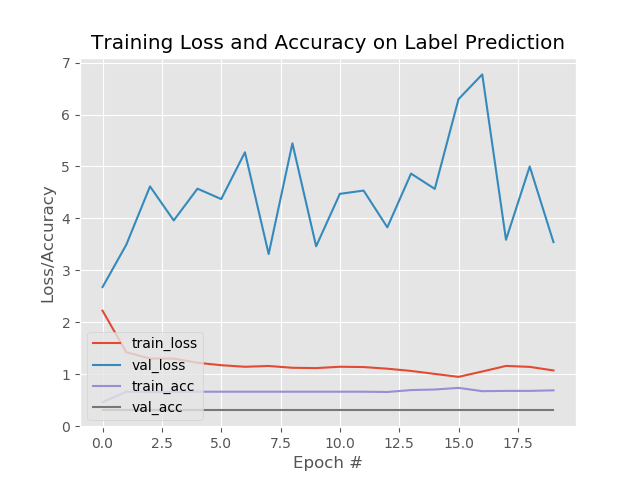 Training Loss and Accuracy on Label Prediction
7
6
5
4
3
2
1
0
Loss/Accuracy
train_loss
val_loss
train_acc
val_acc
0.0 2.5 5.0 7.5 10.0 12.5 15.0 17.5
Epoch #